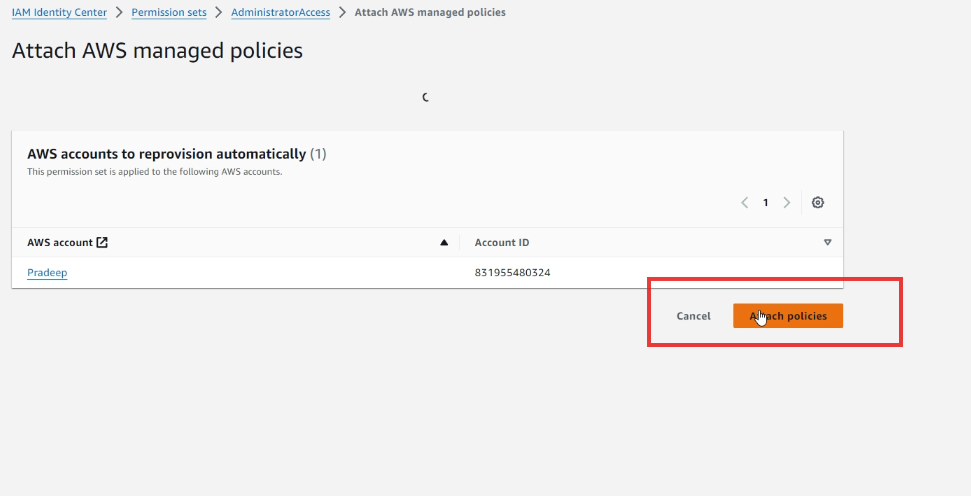 IAM Identity Center > Permission sets > AdministratorAccess > Attach AWS managed policies
Attach AWS managed policies
AWS accounts to reprovision automatically (1)
This permission set is applied to the following AWS accounts.
1
AWS account Account ID
Pradeep 831955480324
Cancel Attach policies